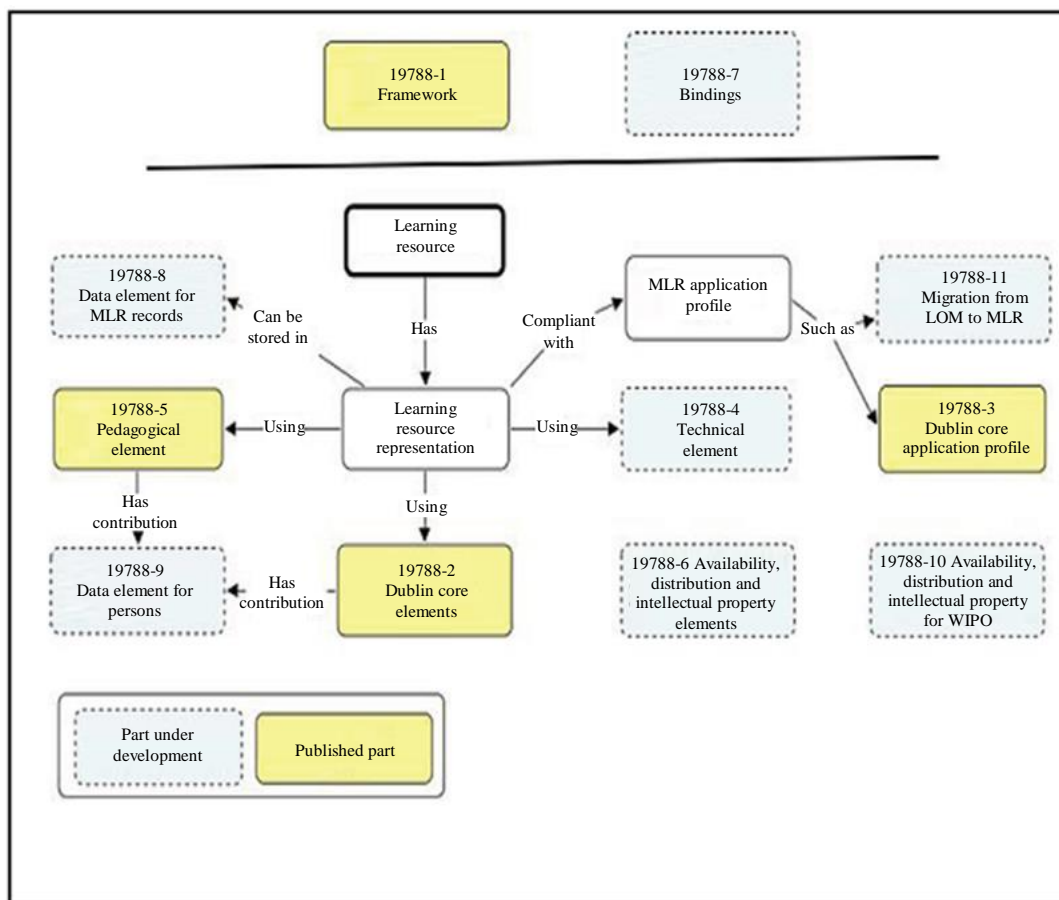 19788-1
Framework
19788-7
Bindings
Learning
resource
19788-8
Data element for
MLR records
MLR application
profile
19788-11
Migration from
LOM to MLR
Can be
stored in
Has
Compliant
with
Such as
19788-5
Pedagogical
element
Using
Learning
resource
representation
Using
19788-4
Technical
element
19788-3
Dublin core
application profile
Has
contribution
Using
19788-9
Data element for
persons
Has
contribution
19788-2
Dublin core
elements
19788-6 Availability,
distribution and
intellectual property
elements
19788-10 Availability,
distribution and
intellectual property
for WIPO
Part under
development
Published part